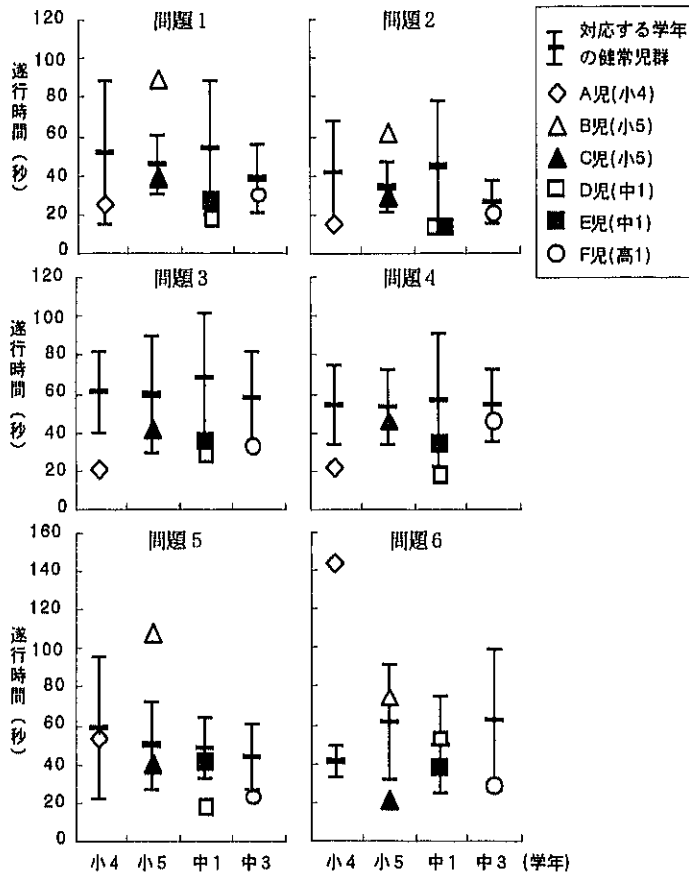 問題1
問題2
遂行時間(秒)
120
100
80
60
40
20
0
対応する学年
の健常児群
A児(小4)
B児(小5)
C児(小5)
D児(中1)
E児(中1)
F児(高1)
問題3
問題4
遂行時間(秒)
120
100
80
60
40
20
0
問題5
問題6
遂行時間(秒)
160
140
120
100
80
60
40
20
0
小4 小5 中1 中3 小4 小5 中1 中3 (学年)